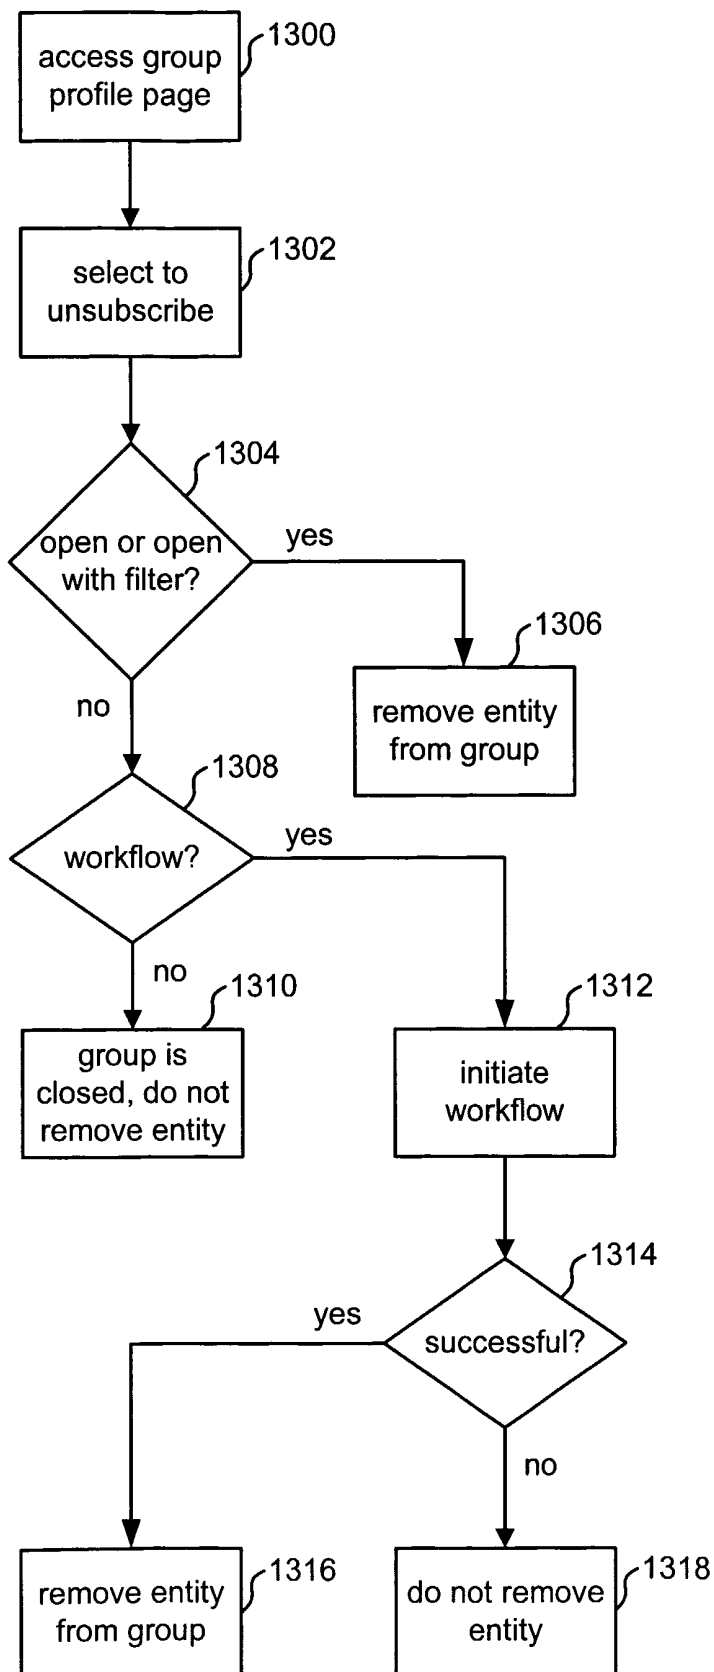 access group
profile page
1300
select to
unsubscribe
1302
open or open
with filter?
1304
yes
remove entity
from group
1306
no
workflow?
1308
yes
no
group is
closed, do not
remove entity
1310
initiate
workflow
1312
successful?
1314
yes
no
remove entity
from group
1316
do not remove
entity
1318